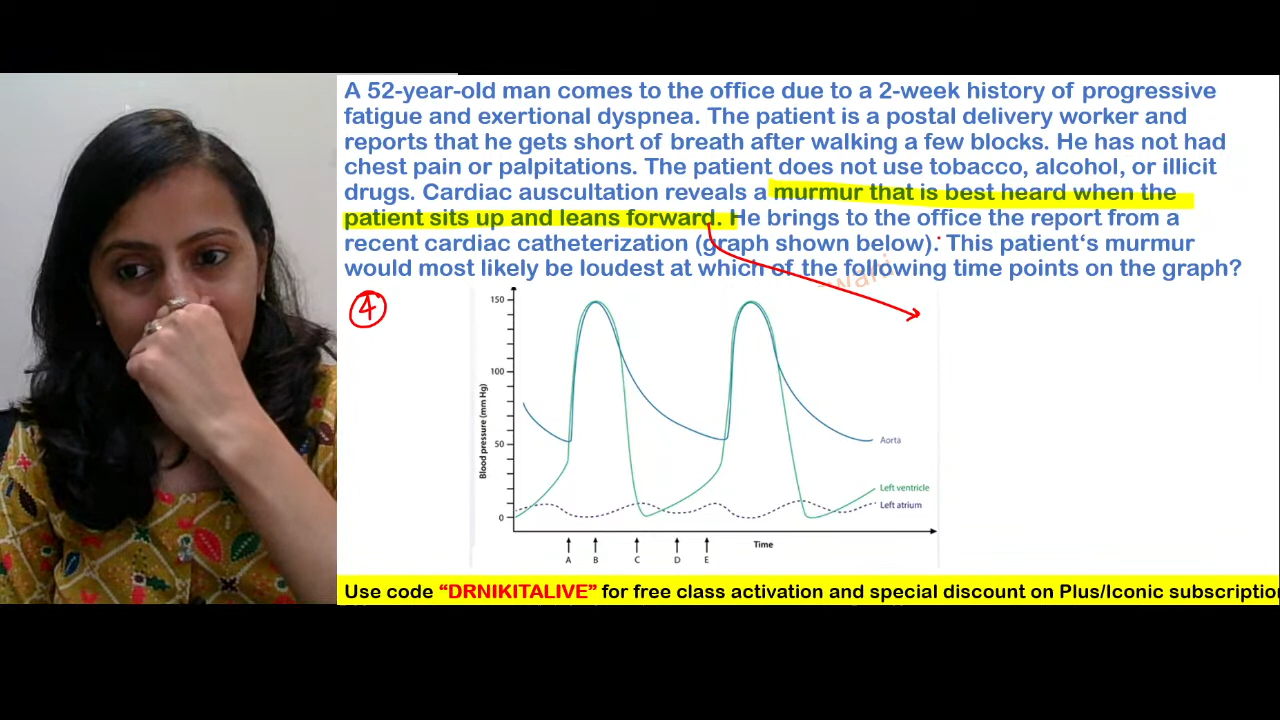 A 52-year-old man comes to the office due to a 2-week history of progressive
fatigue and exertional dyspnea. The patient is a postal delivery worker and
reports that he gets short of breath after walking a few blocks. He has not had
chest pain or palpitations. The patient does not use tobacco, alcohol, or illicit
drugs. Cardiac auscultation reveals a murmur that is best heard when the
patient sits up and leans forward. He brings to the office the report from a
recent cardiac catheterization (graph shown below). This patient‘s murmur
would most likely be loudest at which of the following time points on the graph?
4
150
100
50
0
Blood pressure (mm Hg)
Aorta
Left ventricle
Left atrium
A B C D E
Time
Use code “DRNIKITALIVE” for free class activation and special discount on Plus/Iconic subscription